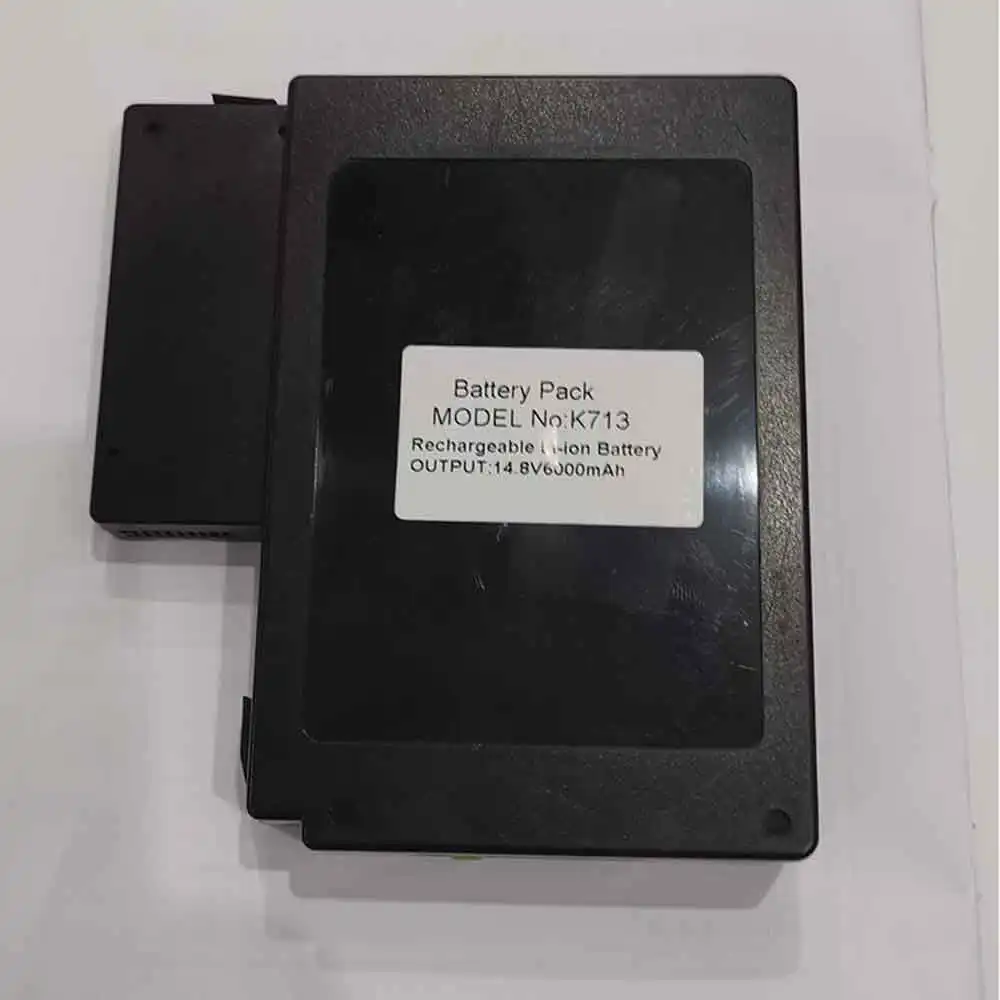 Battery Pack
MODEL No:K713
Rechargeable Li-ion Battery
OUTPUT:14.8V6000mAh